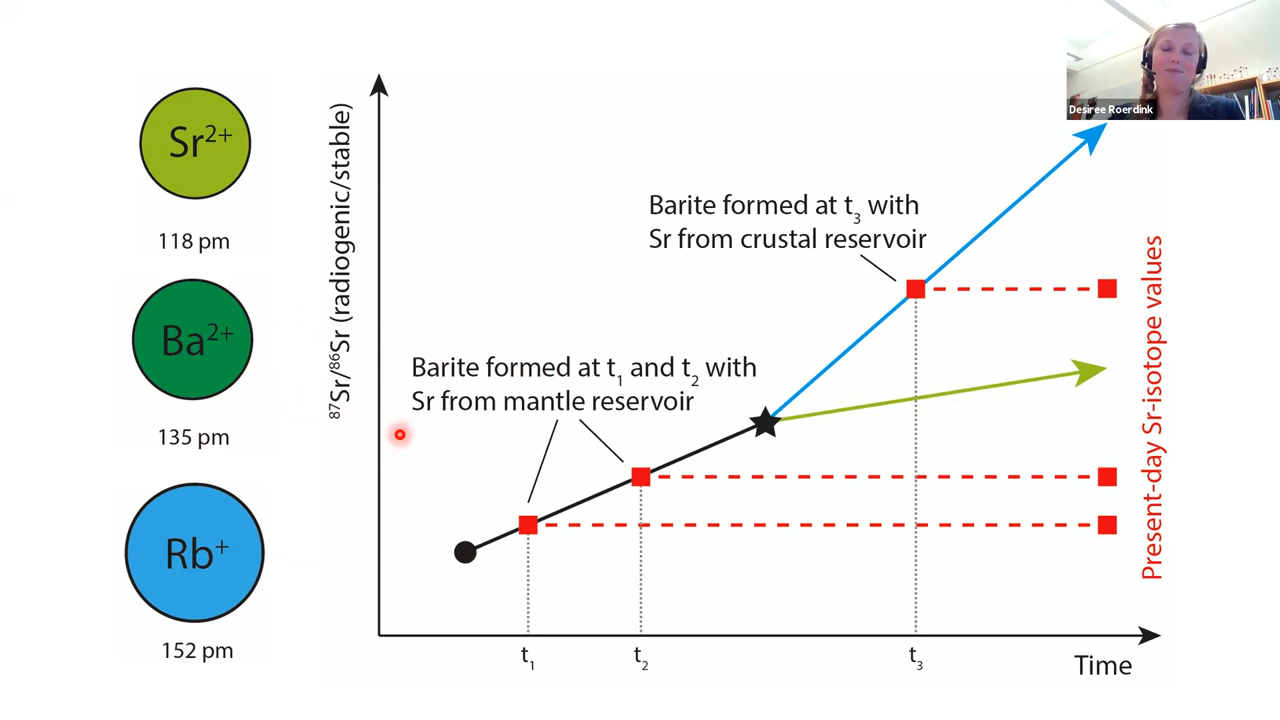 Sr²⁺
118 pm
Ba²⁺
135 pm
Rb⁺
152 pm
⁸⁷Sr/⁸⁶Sr (radiogenic/stable)
Barite formed at t₃ with
Sr from crustal reservoir
Barite formed at t₁ and t₂ with
Sr from mantle reservoir
t₁
t₂
t₃
Time
Present-day Sr-isotope values
Desiree Roerdink